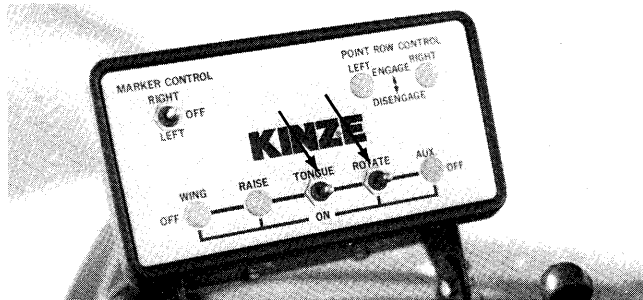 MARKER CONTROL
RIGHT
OFF
LEFT
POINT ROW CONTROL
LEFT
ENGAGE
RIGHT
DISENGAGE
KINZE
WING
RAISE
TONGUE
ROTATE
AUX
OFF
OFF
ON